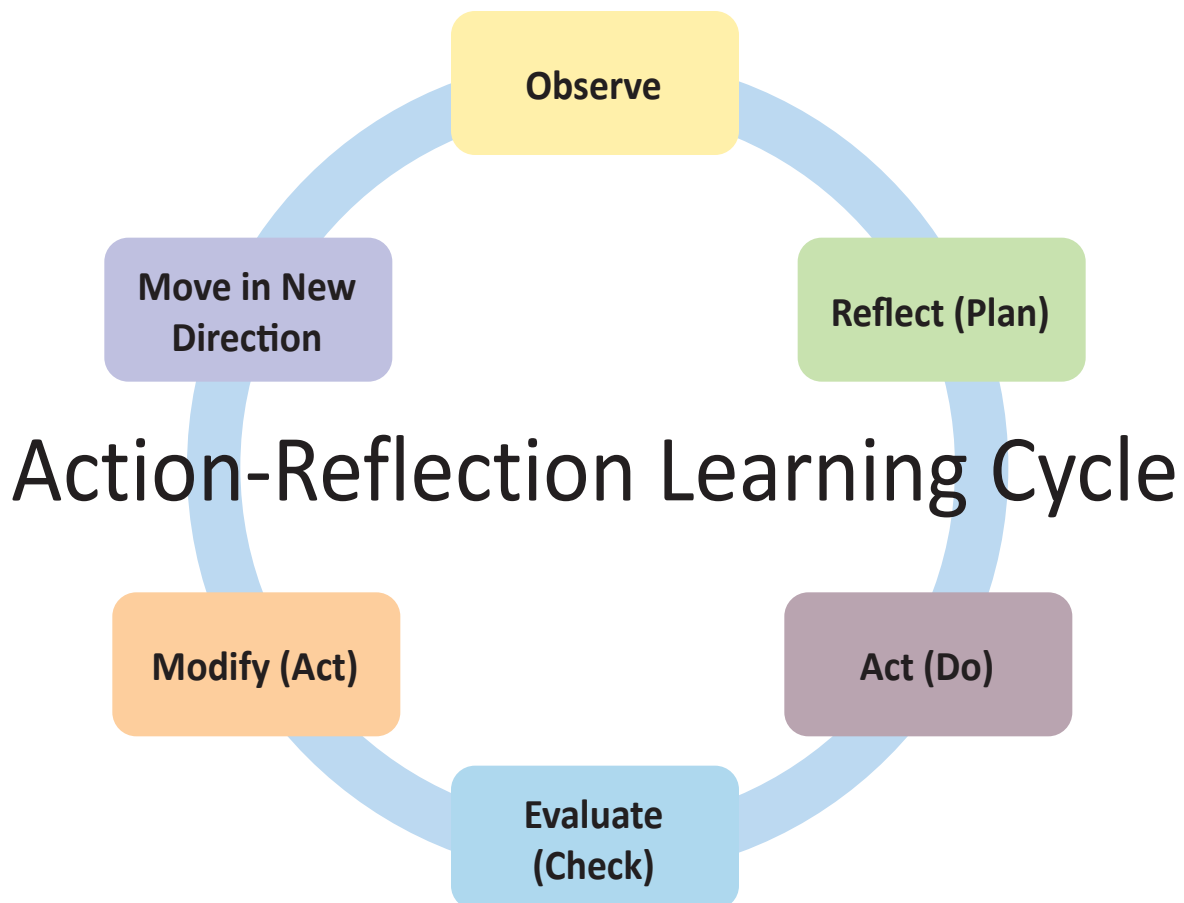 Observe
Reflect (Plan)
Act (Do)
Evaluate
(Check)
Modify (Act)
Move in New
Direction
Action-Reflection Learning Cycle